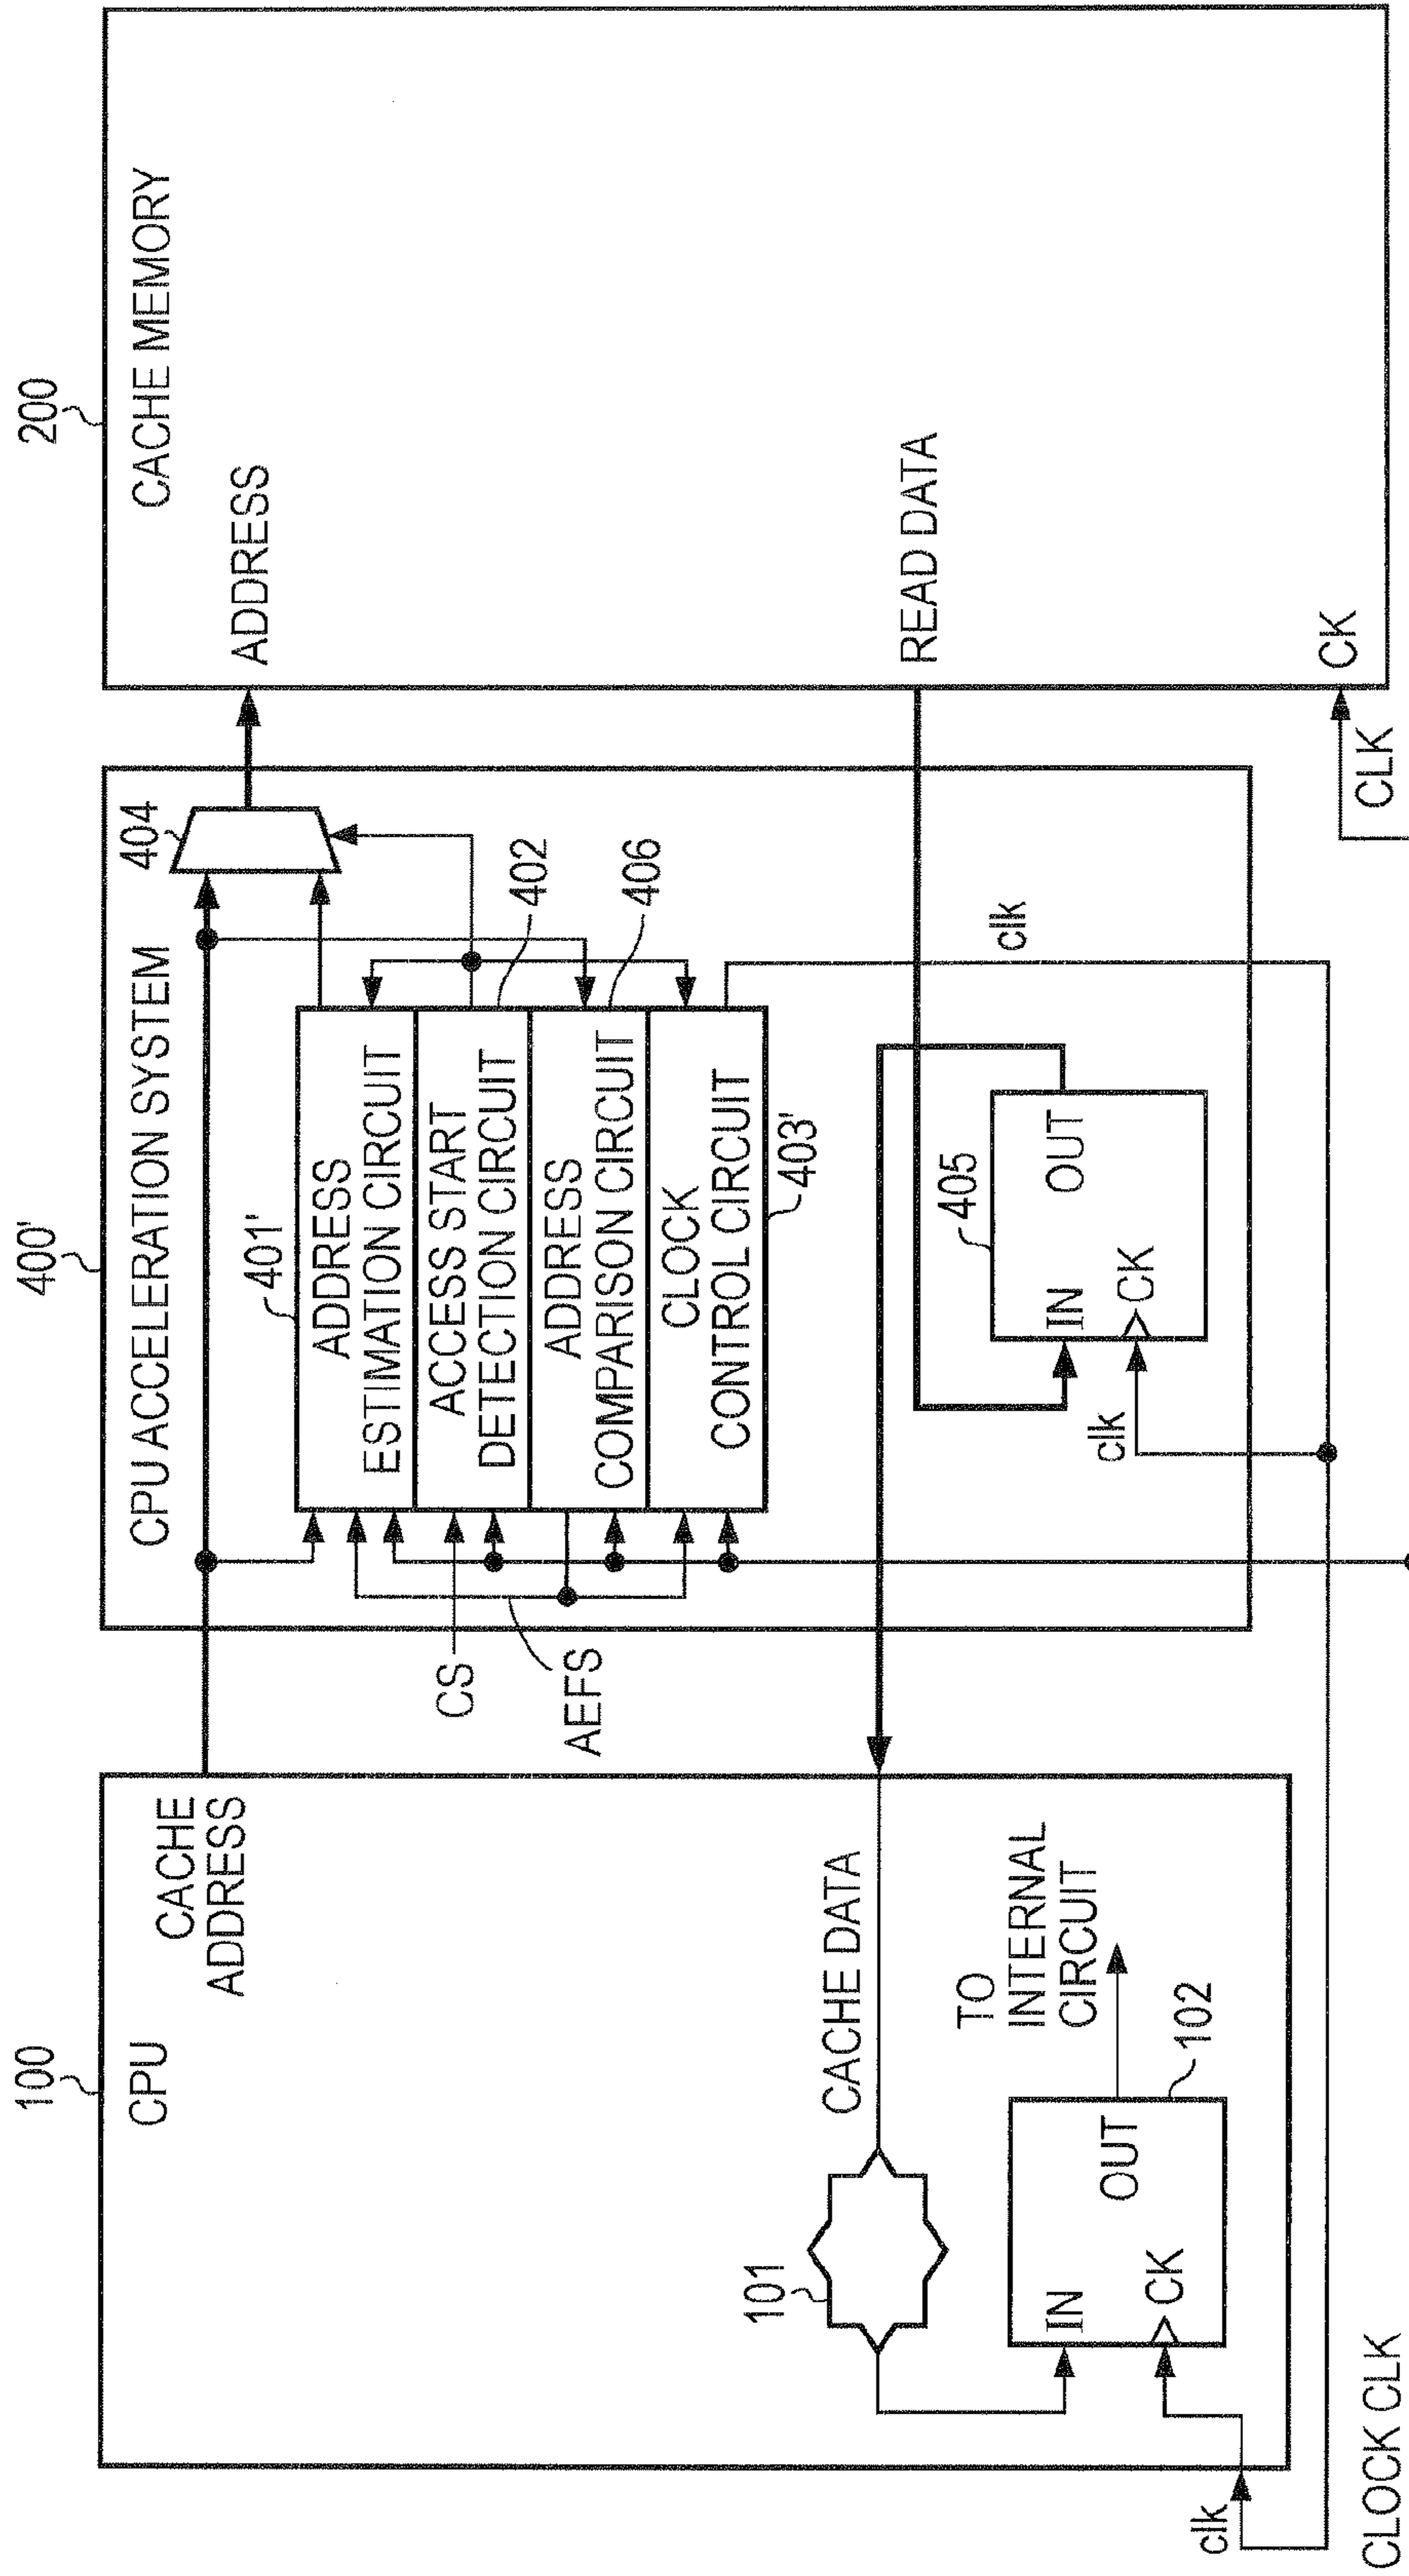 100
CPU
CACHE
ADDRESS
CACHE DATA
101
TO
INTERNAL
CIRCUIT
IN
OUT
CK
102
clk
CLOCK CLK
400'
CPU ACCELERATION SYSTEM
404
401'
ADDRESS
ESTIMATION CIRCUIT
ACCESS START
DETECTION CIRCUIT
402
ADDRESS
COMPARISON CIRCUIT
406
CLOCK
CONTROL CIRCUIT
403'
CS
AEFS
clk
405
IN
OUT
CK
clk
200
CACHE MEMORY
ADDRESS
READ DATA
CK
CLK